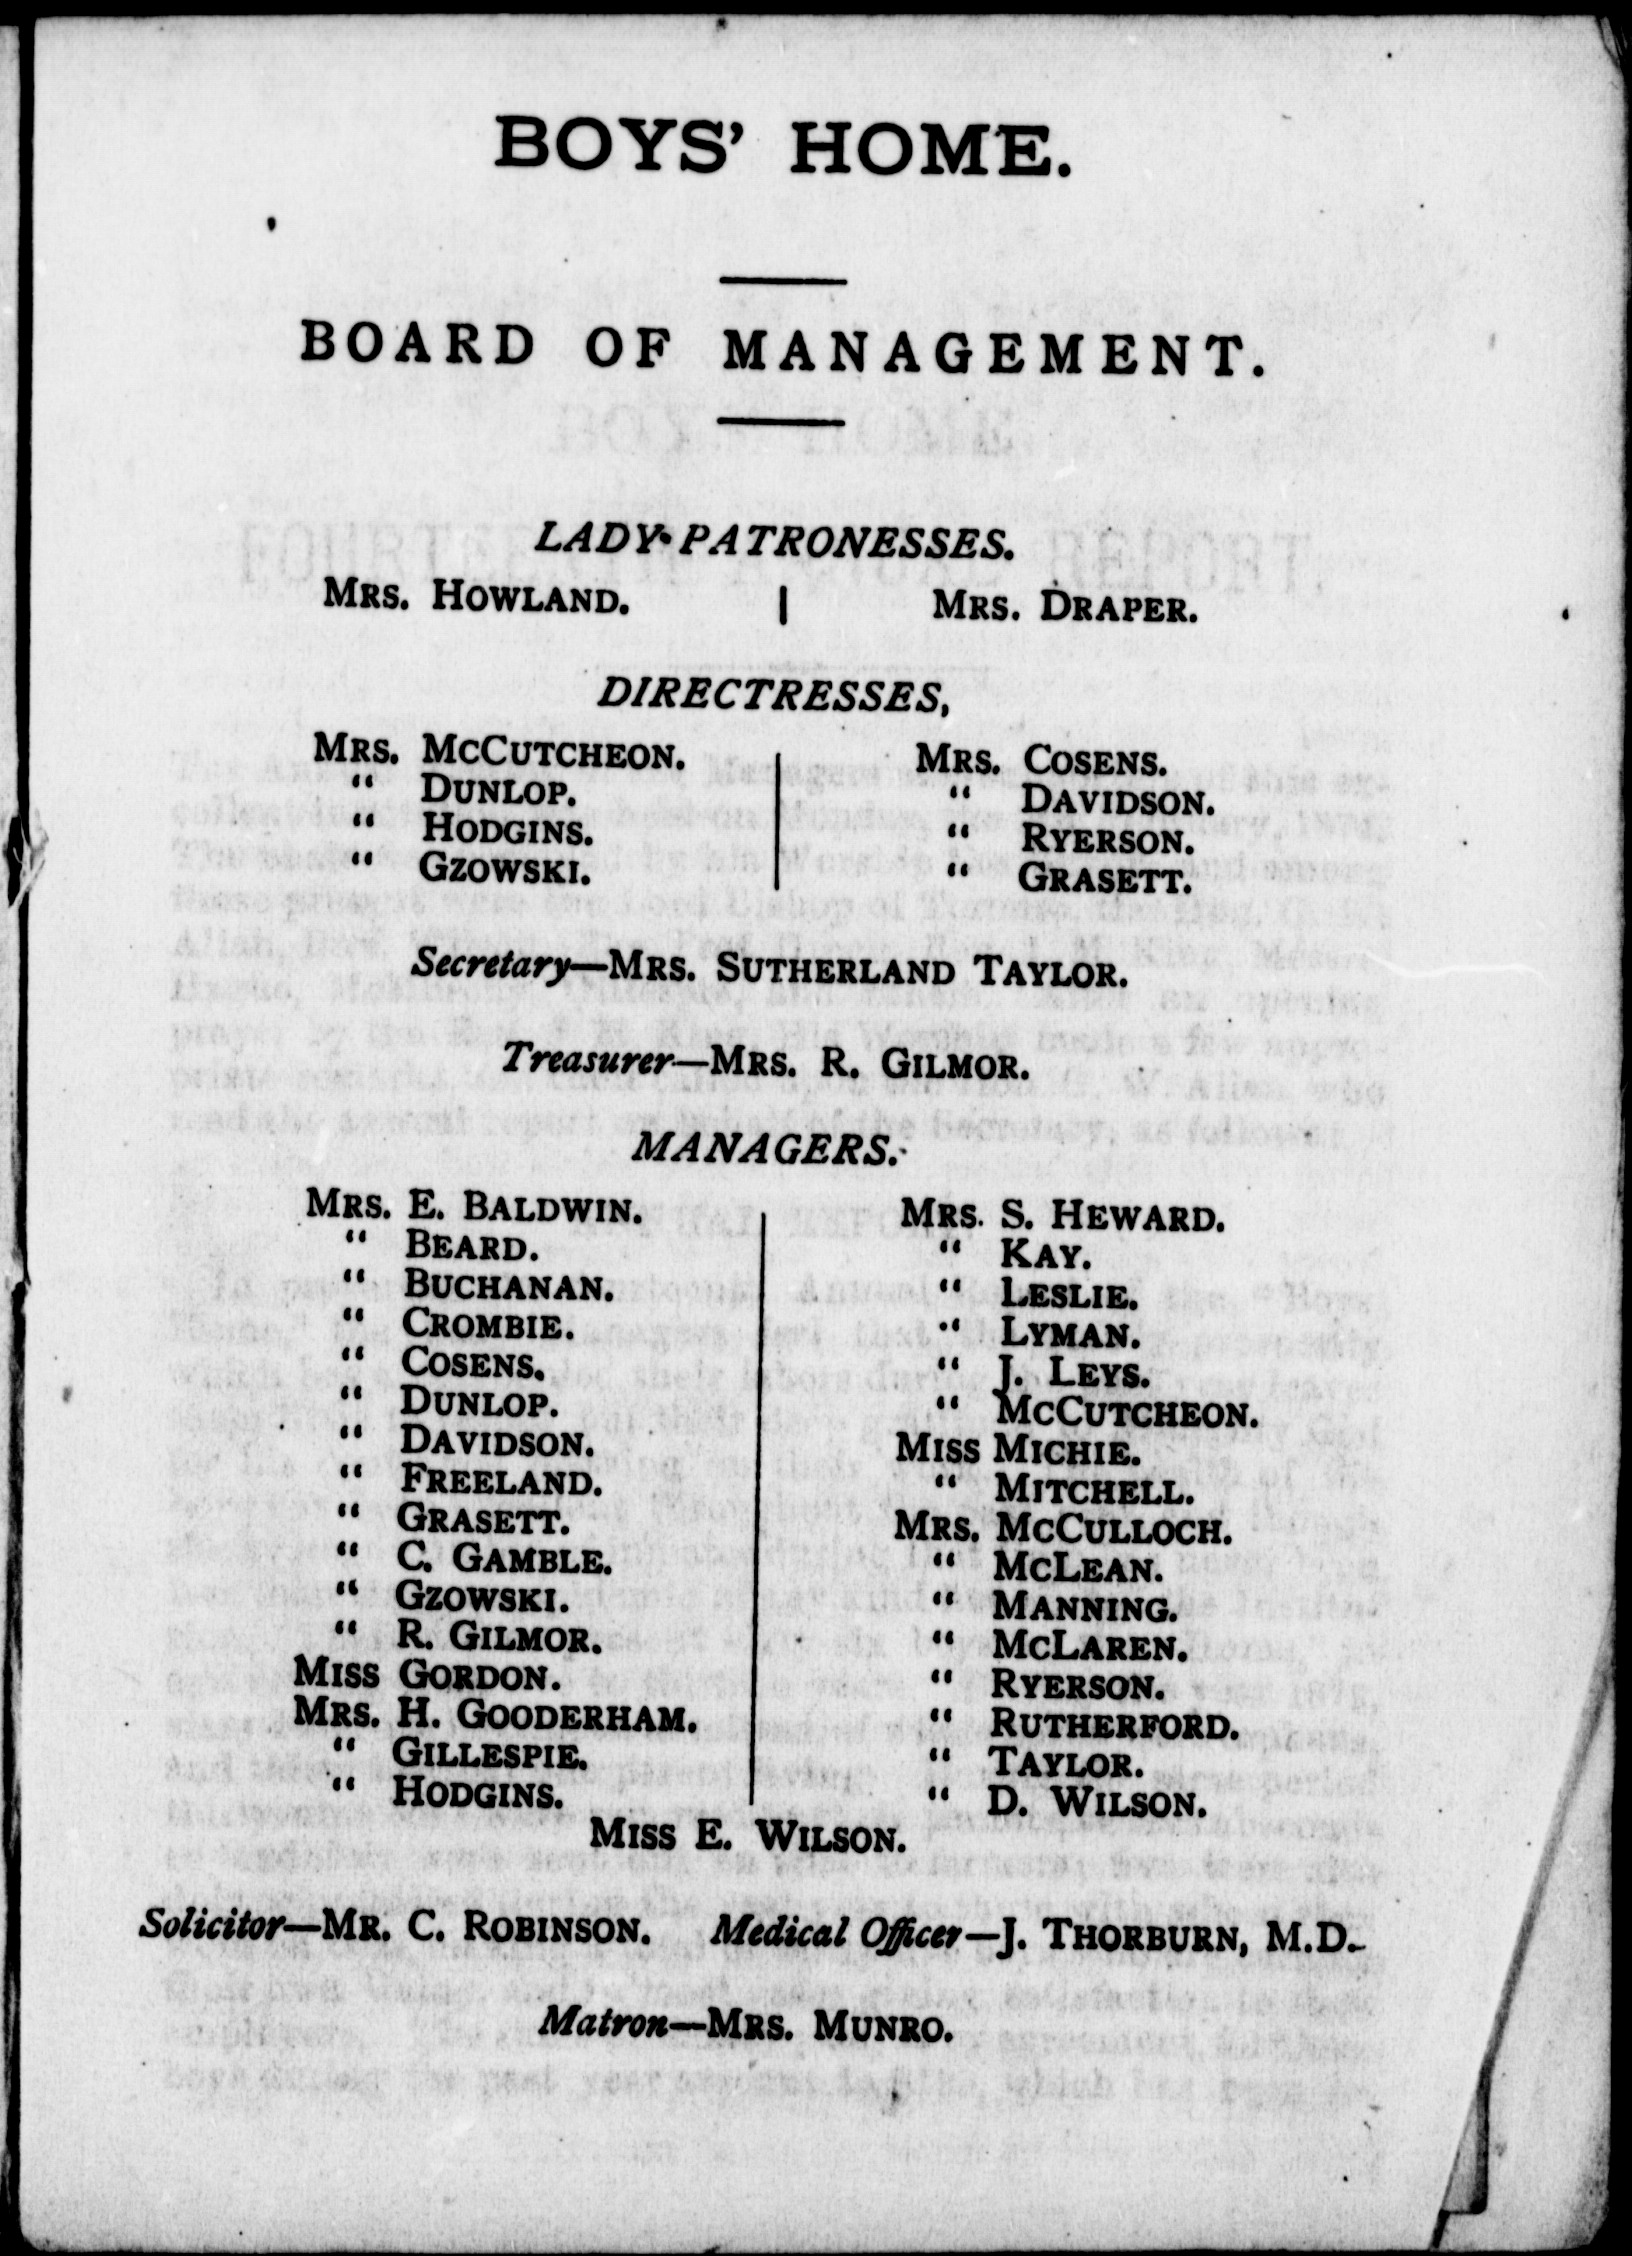 BOYS' HOME.
BOARD OF MANAGEMENT.
LADY-PATRONESSES.
MRS. HOWLAND. | MRS. DRAPER.
DIRECTRESSES,
MRS. MCCUTCHEON.
" DUNLOP.
" HODGINS.
" GZOWSKI.
MRS. COSENS.
" DAVIDSON.
" RYERSON.
" GRASETT.
Secretary—MRS. SUTHERLAND TAYLOR.
Treasurer—MRS. R. GILMOR.
MANAGERS.
MRS. E. BALDWIN.
" BEARD.
" BUCHANAN.
" CROMBIE.
" COSENS.
" DUNLOP.
" DAVIDSON.
" FREELAND.
" GRASETT.
" C. GAMBLE.
" GZOWSKI.
" R. GILMOR.
MISS GORDON.
MRS. H. GOODERHAM.
" GILLESPIE.
" HODGINS.
MRS. S. HEWARD.
" KAY.
" LESLIE.
" LYMAN.
" J. LEYS.
" MCCUTCHEON.
MISS MICHIE.
" MITCHELL.
MRS. MCCULLOCH.
" MCLEAN.
" MANNING.
" MCLAREN.
" RYERSON.
" RUTHERFORD.
" TAYLOR.
" D. WILSON.
MISS E. WILSON.
Solicitor—MR. C. ROBINSON. Medical Officer—J. THORBURN, M.D.
Matron—MRS. MUNRO.